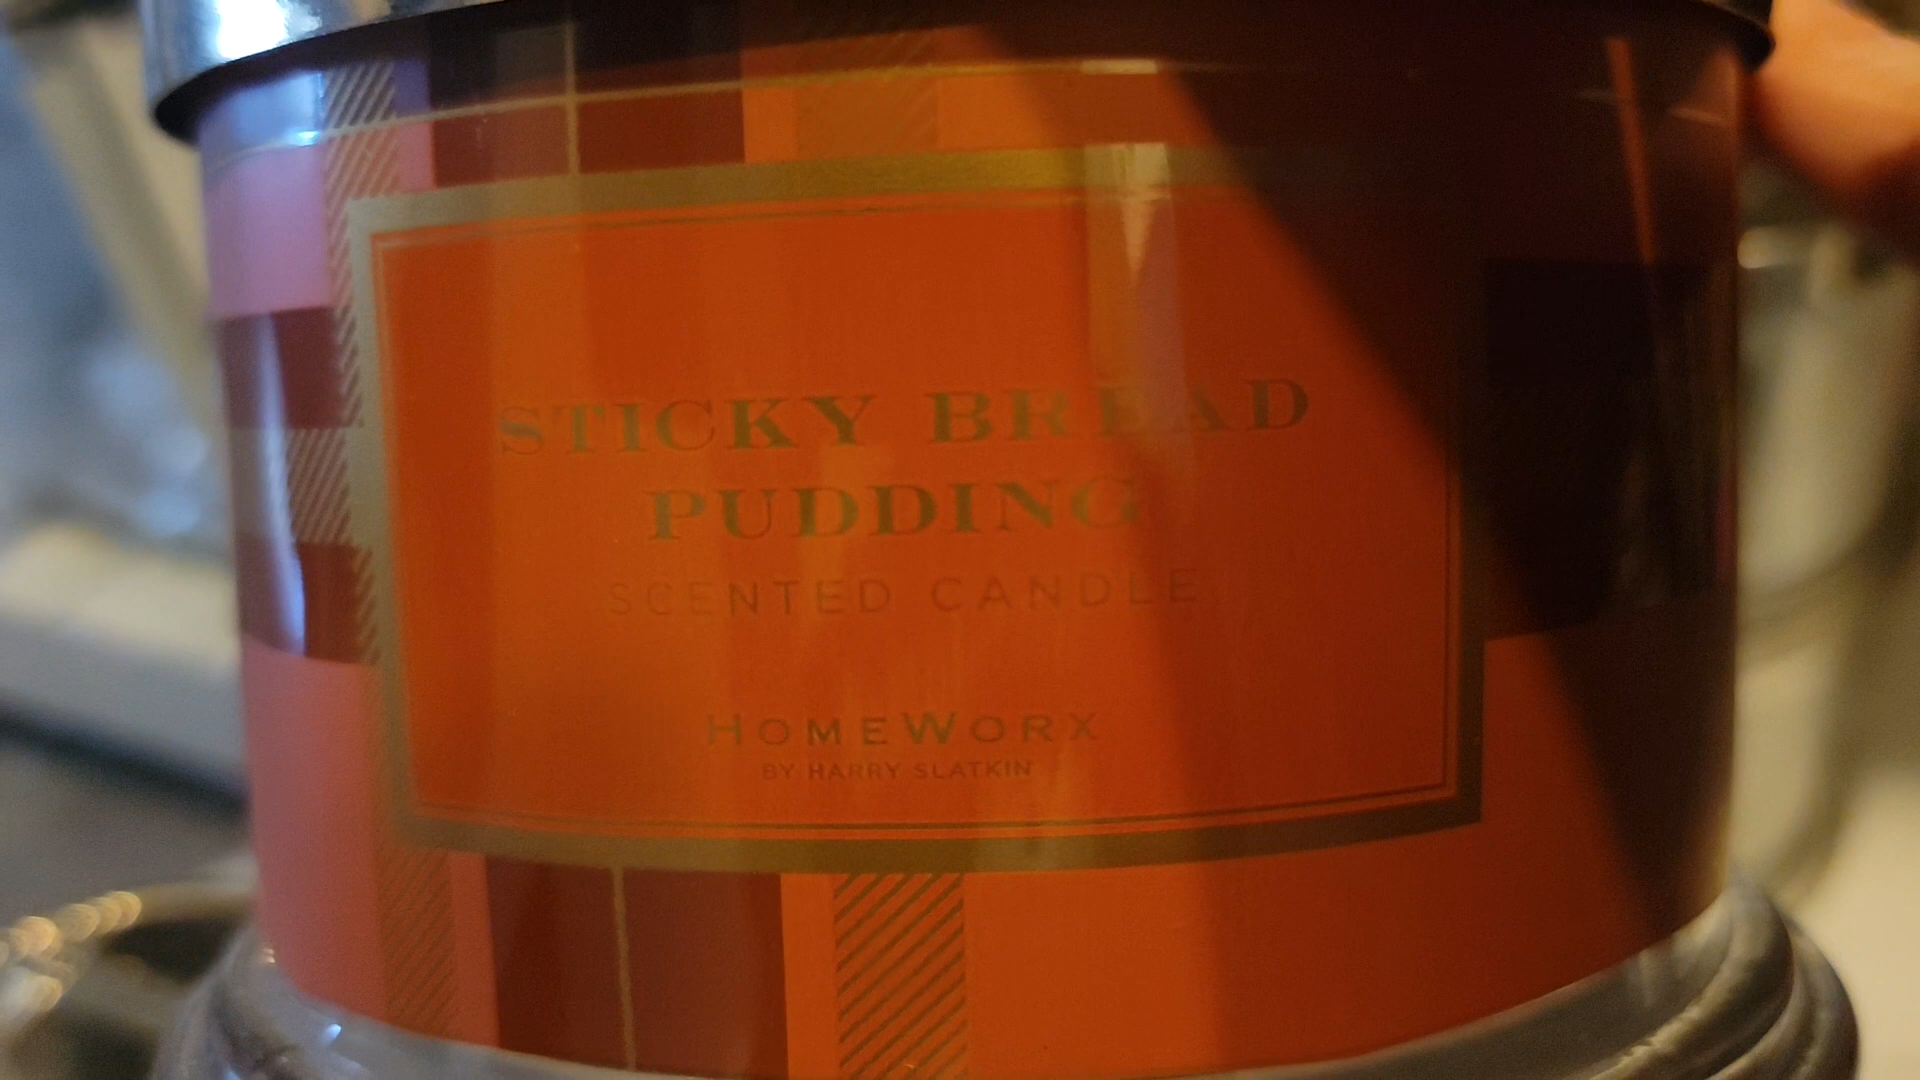 STICKY BREAD
PUDDING
SCENTED CANDLE
HOMEWORX
BY HARRY SLATKIN